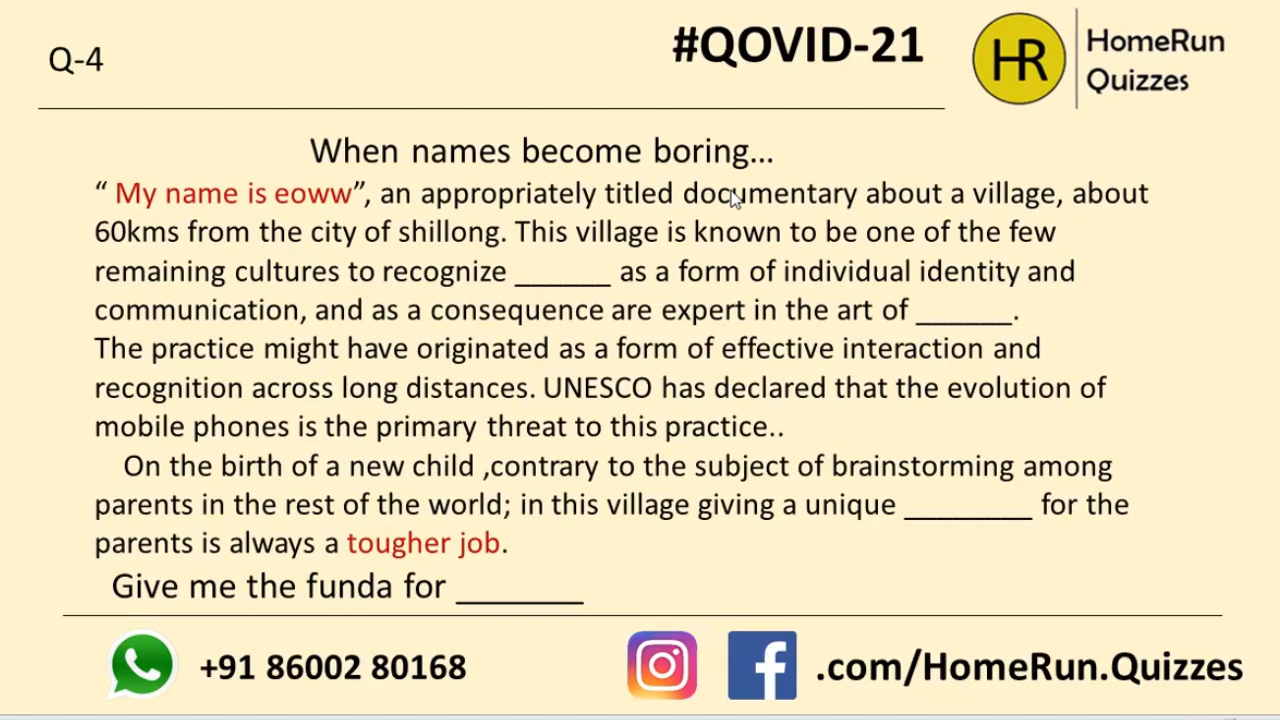 Q-4
#QOVID-21
HR
HomeRun
Quizzes
When names become boring...
“ My name is eoww”, an appropriately titled documentary about a village, about
60kms from the city of shillong. This village is known to be one of the few
remaining cultures to recognize ______ as a form of individual identity and
communication, and as a consequence are expert in the art of ______.
The practice might have originated as a form of effective interaction and
recognition across long distances. UNESCO has declared that the evolution of
mobile phones is the primary threat to this practice..
On the birth of a new child ,contrary to the subject of brainstorming among
parents in the rest of the world; in this village giving a unique ________ for the
parents is always a tougher job.
Give me the funda for _______
+91 86002 80168
.com/HomeRun.Quizzes